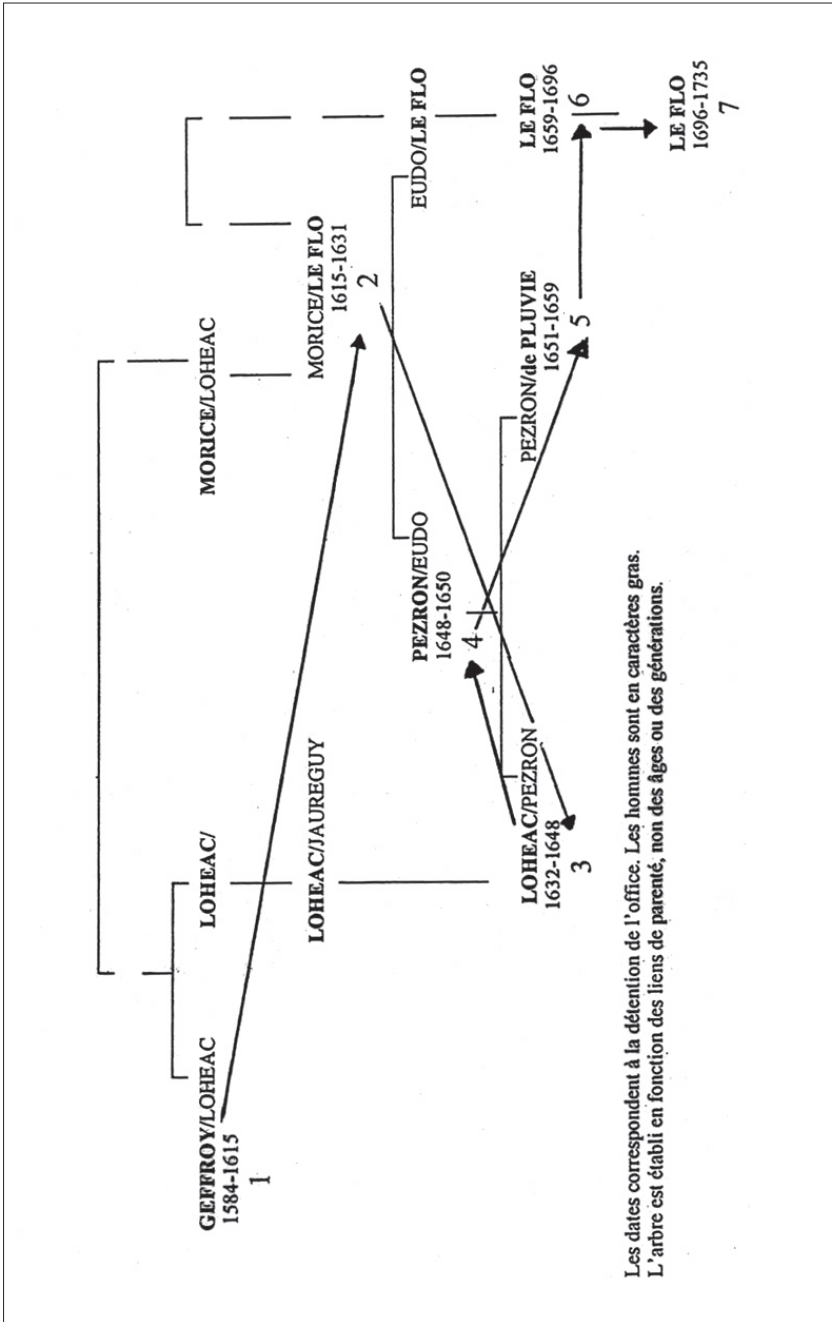 GEFFROY/LOHEAC
1584-1615
1
LOHEAC/
MORICE/LOHEAC
LOHEAC/JAUREGUY
MORICE/LE FLO
1615-1631
2
PEZRON/EUDO
1648-1650
4
EUDO/LE FLO
LOHEAC/PEZRON
1632-1648
3
PEZRON/de PLUVIE
1651-1659
5
LE FLO
1659-1696
6
LE FLO
1696-1735
7
Les dates correspondent à la détention de l'office. Les hommes sont en caractères gras.
L'arbre est établi en fonction des liens de parenté, non des âges ou des générations.